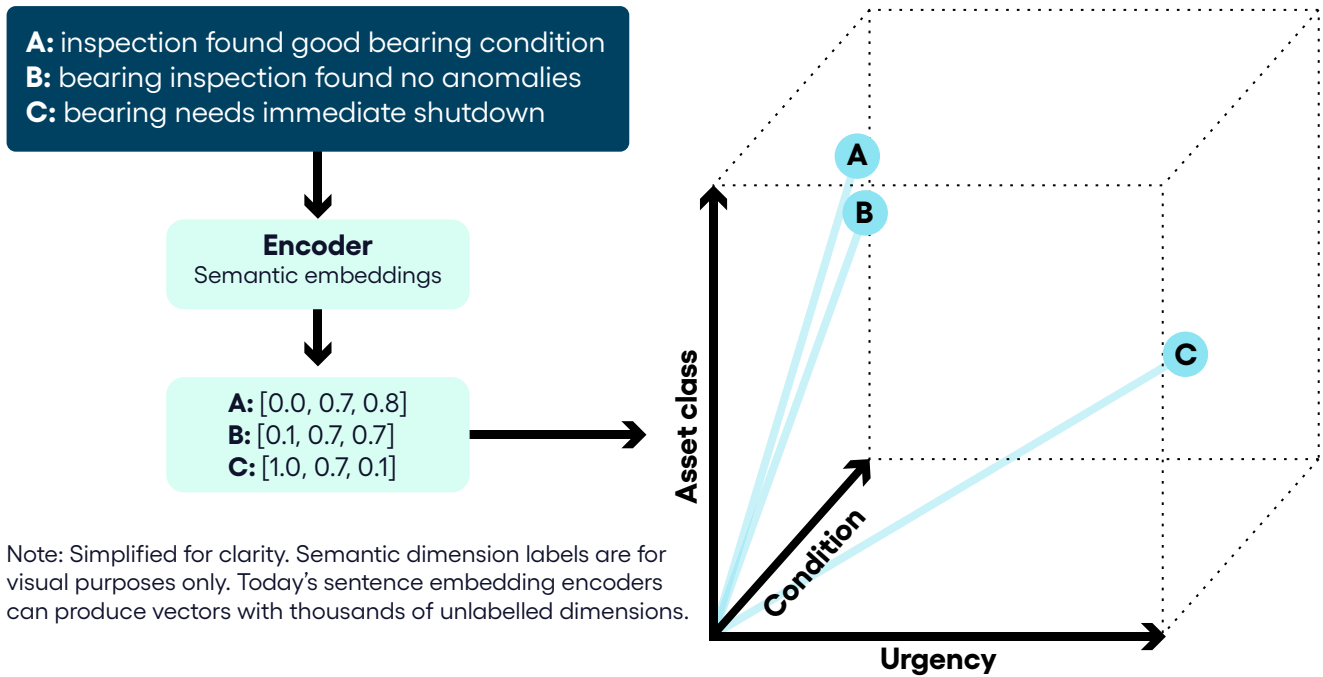 A: inspection found good bearing condition
B: bearing inspection found no anomalies
C: bearing needs immediate shutdown
Encoder
Semantic embeddings
A: [0.0, 0.7, 0.8]
B: [0.1, 0.7, 0.7]
C: [1.0, 0.7, 0.1]
Note: Simplified for clarity. Semantic dimension labels are for
visual purposes only. Today’s sentence embedding encoders
can produce vectors with thousands of unlabelled dimensions.
A
B
C
Asset class
Condition
Urgency